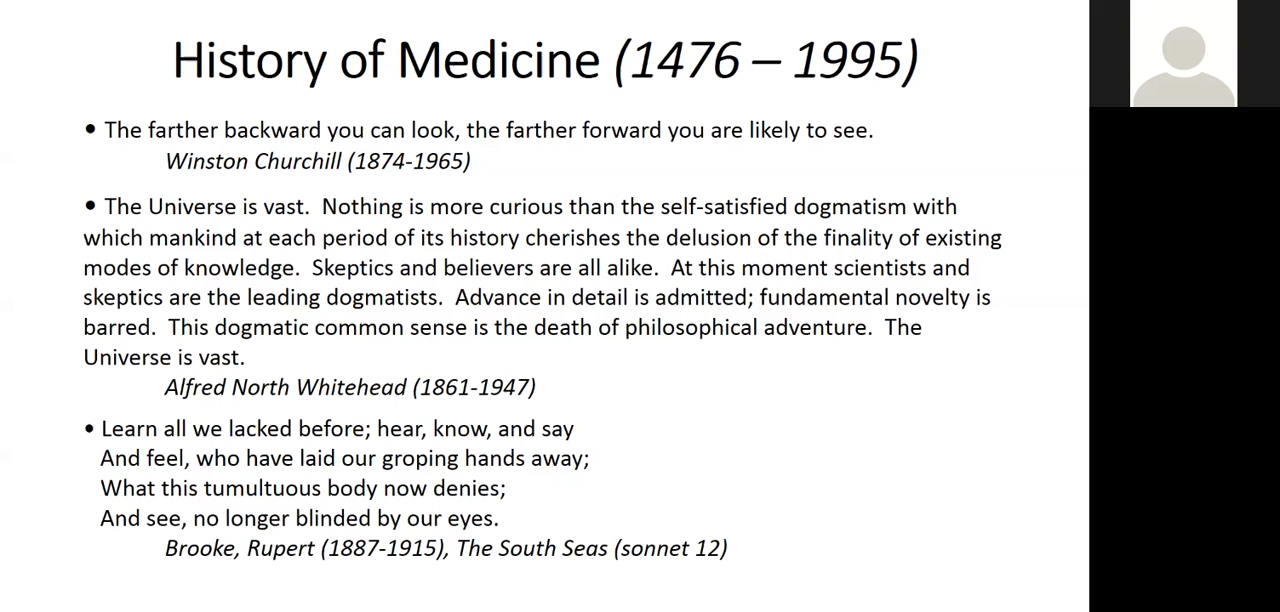 History of Medicine (1476 – 1995)
• The farther backward you can look, the farther forward you are likely to see.
Winston Churchill (1874-1965)
• The Universe is vast. Nothing is more curious than the self-satisfied dogmatism with
which mankind at each period of its history cherishes the delusion of the finality of existing
modes of knowledge. Skeptics and believers are all alike. At this moment scientists and
skeptics are the leading dogmatists. Advance in detail is admitted; fundamental novelty is
barred. This dogmatic common sense is the death of philosophical adventure. The
Universe is vast.
Alfred North Whitehead (1861-1947)
• Learn all we lacked before; hear, know, and say
And feel, who have laid our groping hands away;
What this tumultuous body now denies;
And see, no longer blinded by our eyes.
Brooke, Rupert (1887-1915), The South Seas (sonnet 12)